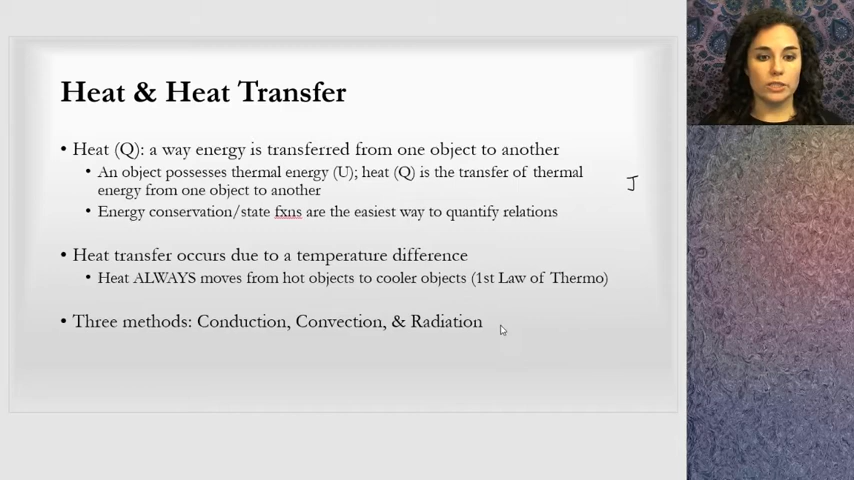 Heat & Heat Transfer
• Heat (Q): a way energy is transferred from one object to another
• An object possesses thermal energy (U); heat (Q) is the transfer of thermal
energy from one object to another
J
• Energy conservation/state fxns are the easiest way to quantify relations
• Heat transfer occurs due to a temperature difference
• Heat ALWAYS moves from hot objects to cooler objects (1st Law of Thermo)
• Three methods: Conduction, Convection, & Radiation